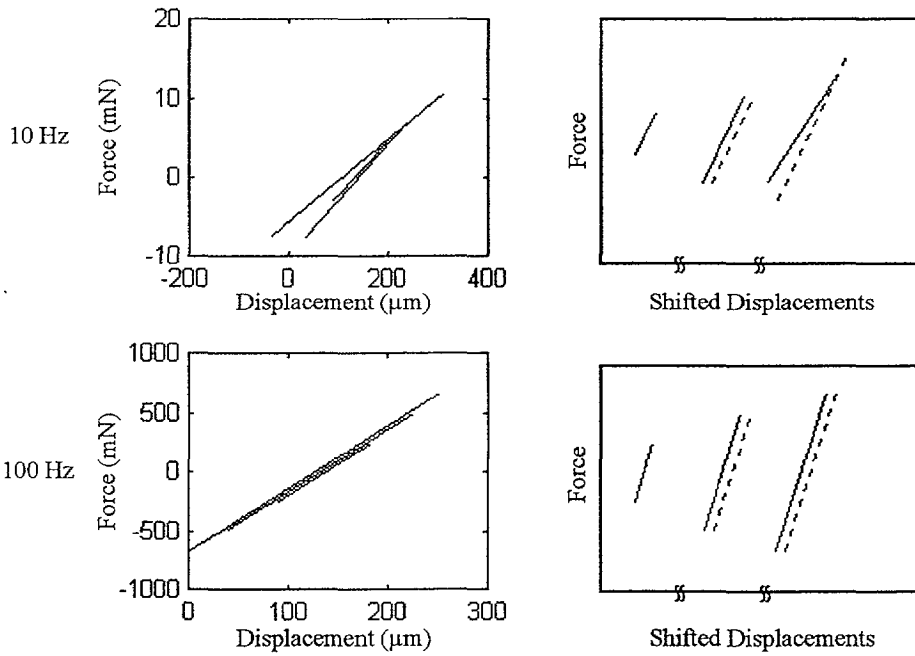 20
10
0
-10
Force (mN)
10 Hz
-200
0
200
400
Displacement (μm)
Force
Shifted Displacements
1000
500
0
-500
-1000
Force (mN)
100 Hz
0
100
200
300
Displacement (μm)
Force
Shifted Displacements